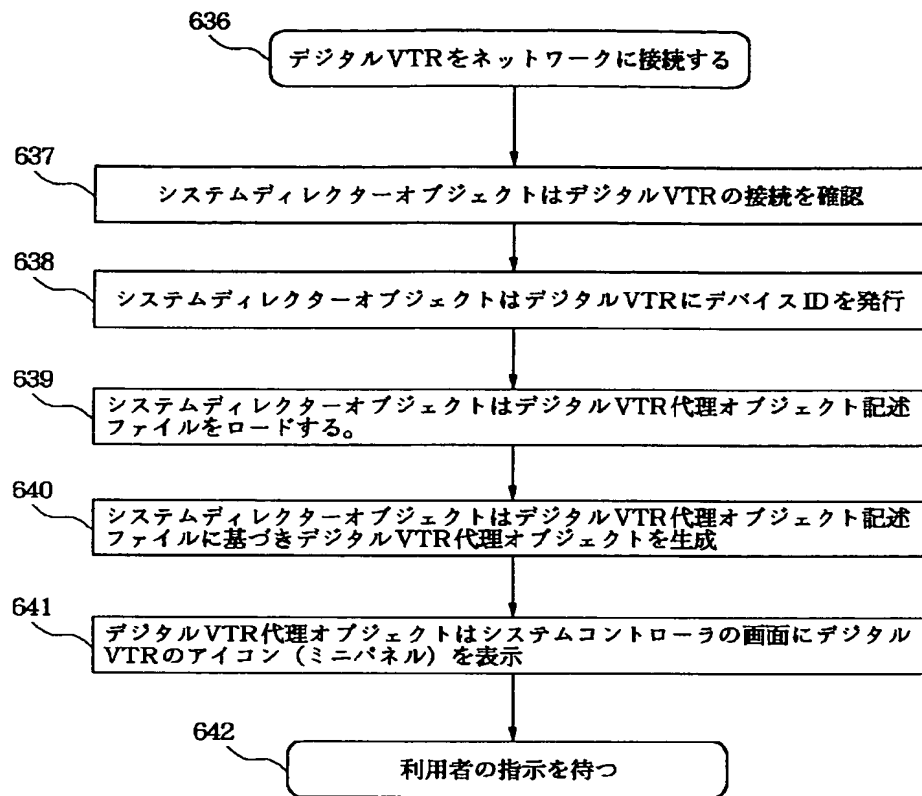 636
デジタルVTRをネットワークに接続する
637
システムディレクターオブジェクトはデジタルVTRの接続を確認
638
システムディレクターオブジェクトはデジタルVTRにデバイスIDを発行
639
システムディレクターオブジェクトはデジタルVTR代理オブジェクト記述
ファイルをロードする。
640
システムディレクターオブジェクトはデジタルVTR代理オブジェクト記述
ファイルに基づきデジタルVTR代理オブジェクトを生成
641
デジタルVTR代理オブジェクトはシステムコントローラの画面にデジタル
VTRのアイコン（ミニパネル）を表示
642
利用者の指示を待つ